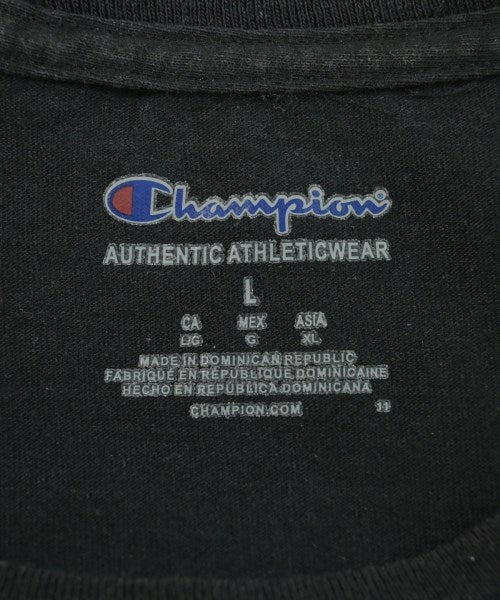 Champion
AUTHENTIC ATHLETICWEAR
L
CA MEX ASIA
L/G G XL
MADE IN DOMINICAN REPUBLIC
FABRIQUÉ EN RÉPUBLIQUE DOMINICAINE
HECHO EN REPÚBLICA DOMINICANA
CHAMPION.COM 11